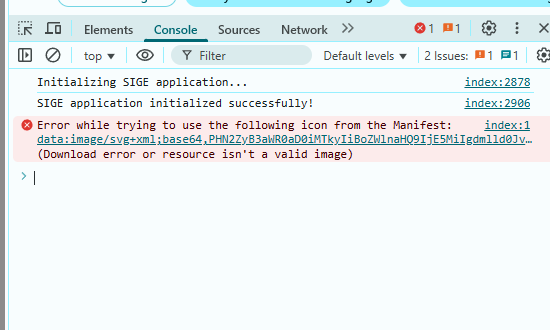 Elements Console Sources Network 1 1
top Filter Default levels 2 Issues: 1 1
Initializing SIGE application... index:2878
SIGE application initialized successfully! index:2906
Error while trying to use the following icon from the Manifest: index:1
data:image/svg+xml;base64,PHN2ZyB3aWR0aD0iMTkyIiBoZWlnaHQ9IjE5MiIgdmlld0Jv…
(Download error or resource isn't a valid image)